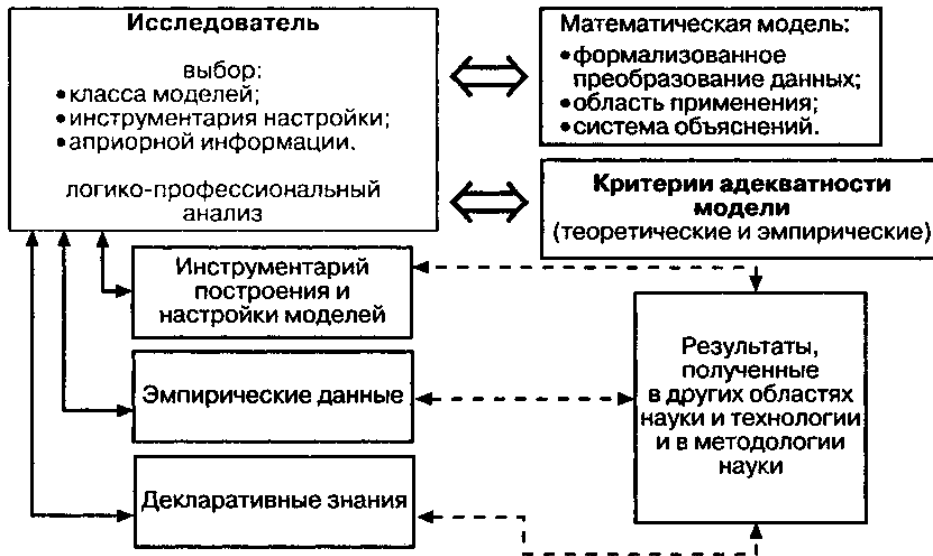 Исследователь
выбор:
•класса моделей;
•инструментария настройки;
•априорной информации.
логико-профессиональный
анализ
Математическая модель:
•формализованное
преобразование данных;
•область применения;
•система объяснений.
Критерии адекватности
модели
(теоретические и эмпирические)
Инструментарий
построения и
настройки моделей
Эмпирические данные
Декларативные знания
Результаты,
полученные
в других областях
науки и технологии
и в методологии
науки